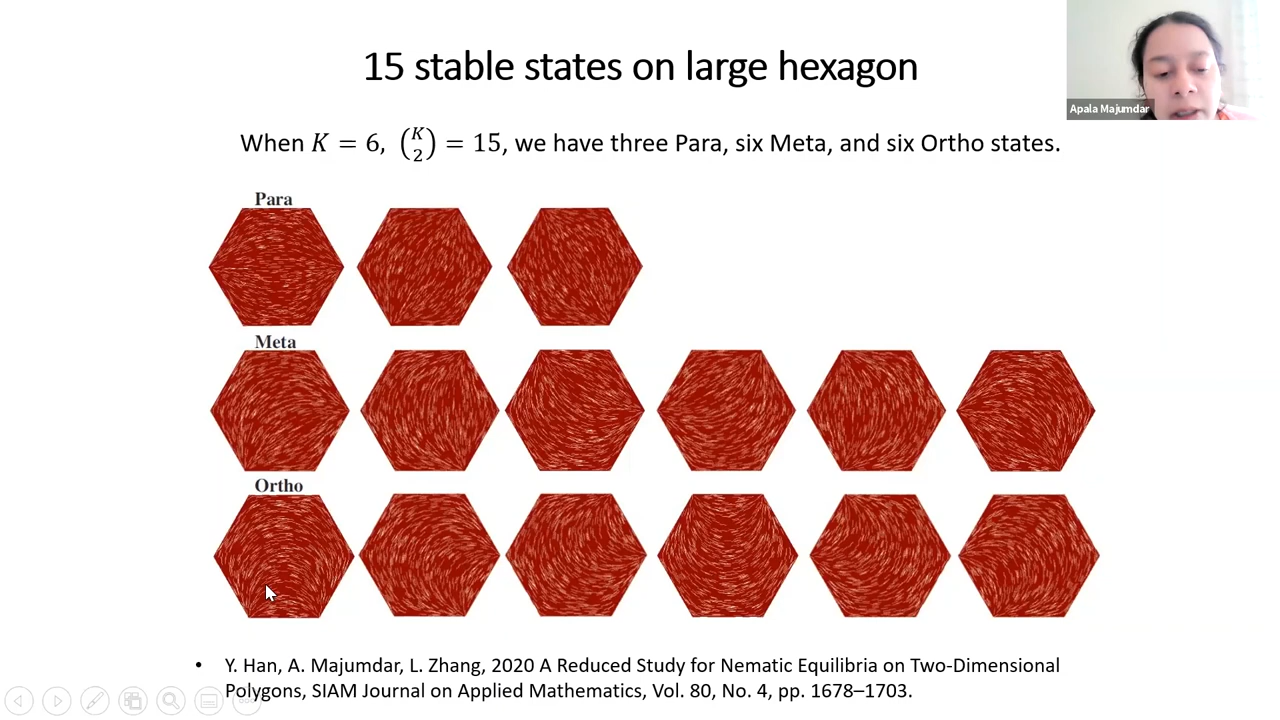 15 stable states on large hexagon
Apala Majumdar
When K = 6, (K 2) = 15, we have three Para, six Meta, and six Ortho states.
Para
Meta
Ortho
• Y. Han, A. Majumdar, L. Zhang, 2020 A Reduced Study for Nematic Equilibria on Two-Dimensional
Polygons, SIAM Journal on Applied Mathematics, Vol. 80, No. 4, pp. 1678–1703.